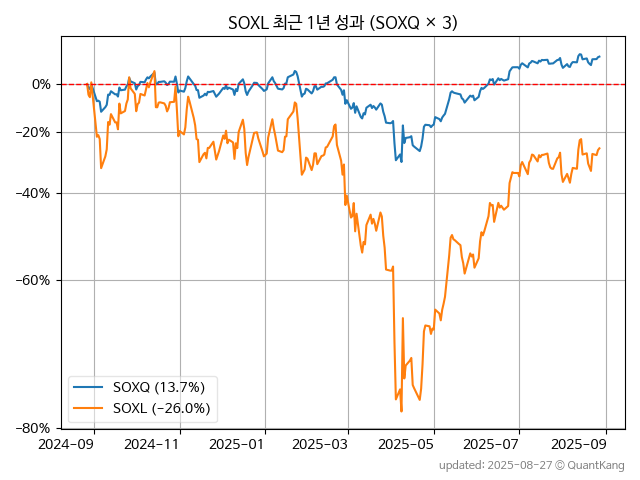 SOXL 최근 1년 성과 (SOXQ × 3)
0%
−20%
−40%
−60%
−80%
SOXQ (13.7%)
SOXL (−26.0%)
2024-09 2024-11 2025-01 2025-03 2025-05 2025-07 2025-09
updated: 2025-08-27 © QuantKang